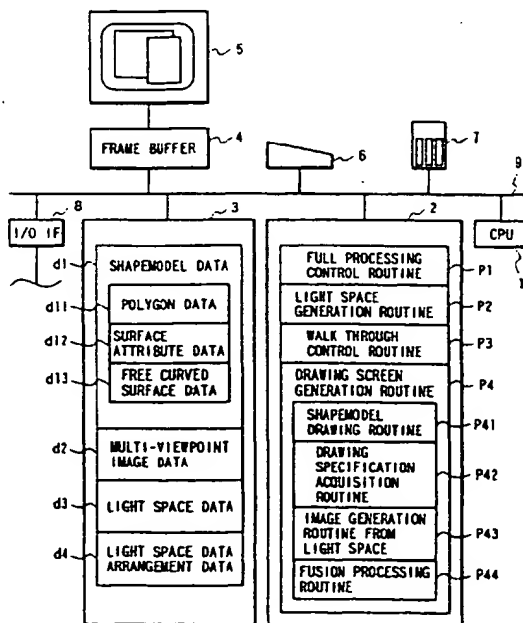 5
FRAME BUFFER
4
6
7
9
8
I/O IF
3
2
CPU
1
d1
SHAPEMODEL DATA
d11
POLYGON DATA
d12
SURFACE
ATTRIBUTE DATA
d13
FREE CURVED
SURFACE DATA
d2
MULTI-VIEWPOINT
IMAGE DATA
d3
LIGHT SPACE DATA
d4
LIGHT SPACE DATA
ARRANGEMENT DATA
FULL PROCESSING
CONTROL ROUTINE
P1
LIGHT SPACE
GENERATION ROUTINE
P2
WALK THROUGH
CONTROL ROUTINE
P3
DRAWING SCREEN
GENERATION ROUTINE
P4
SHAPEMODEL
DRAWING ROUTINE
P41
DRAWING
SPECIFICATION
ACQUISITION
ROUTINE
P42
IMAGE GENERATION
ROUTINE FROM
LIGHT SPACE
P43
FUSION PROCESSING
ROUTINE
P44